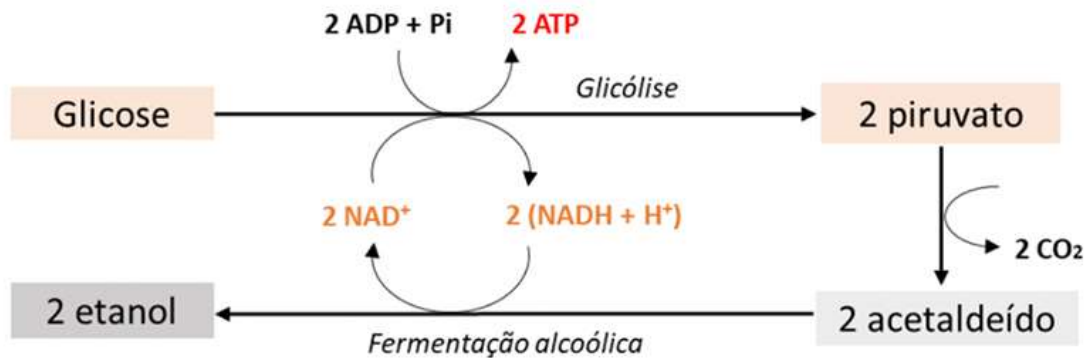 2 ADP + Pi 2 ATP
Glicólise
Glicose 2 piruvato
2 NAD⁺ 2 (NADH + H⁺)
2 CO₂
2 etanol 2 acetaldeído
Fermentação alcoólica